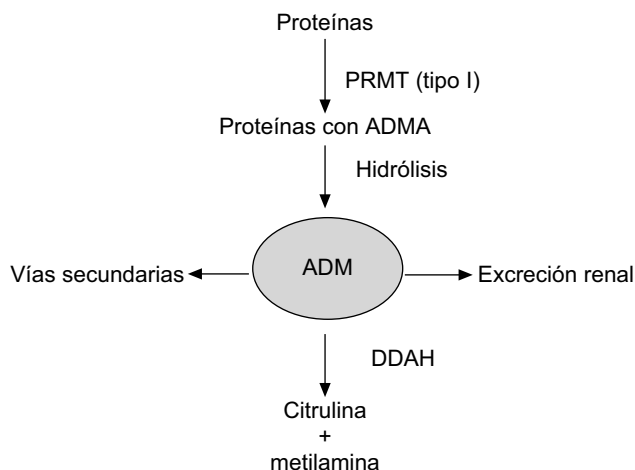 Proteínas
PRMT (tipo I)
Proteínas con ADMA
Hidrólisis
Vías secundarias
ADM
Excreción renal
DDAH
Citrulina
+
metilamina